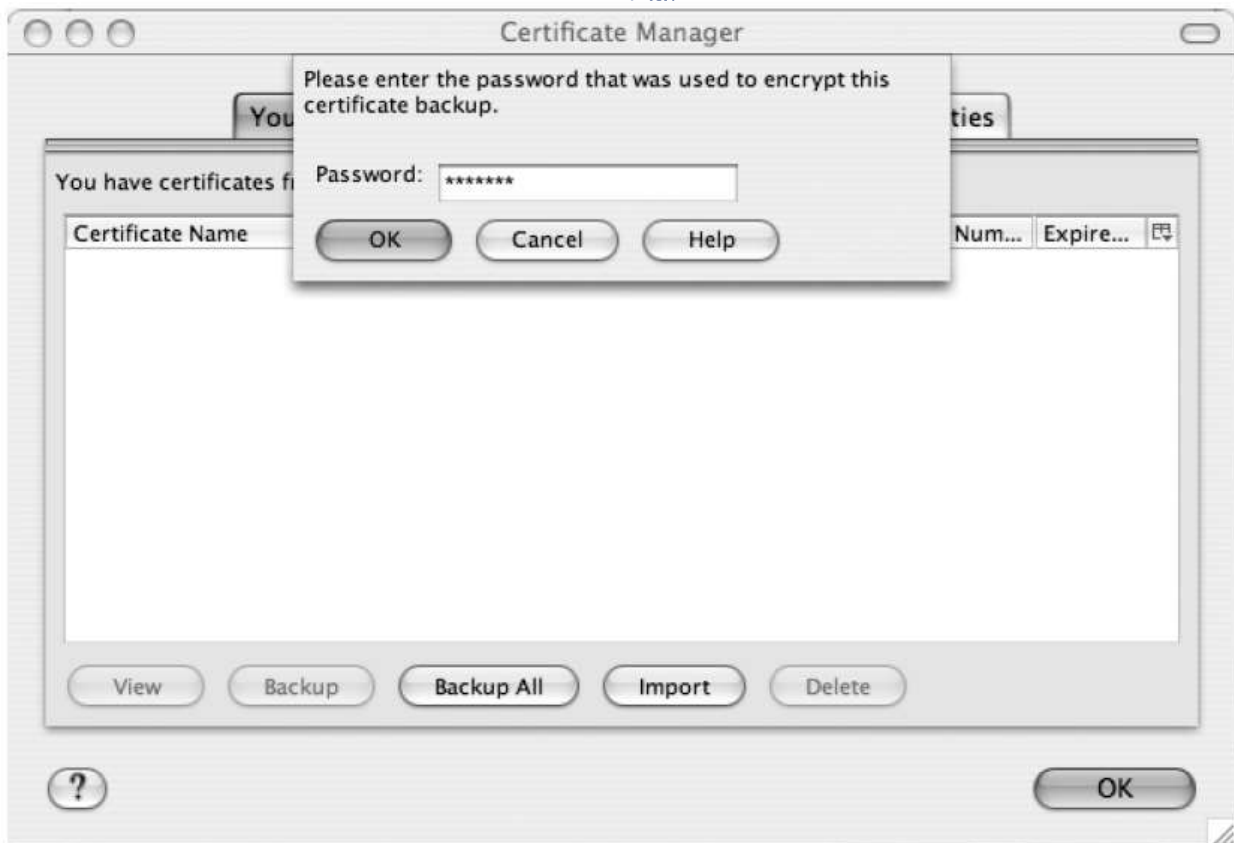 Certificate Manager
Please enter the password that was used to encrypt this
certificate backup.
You
ties
You have certificates f
Password: *******
OK Cancel Help
Certificate Name Num... Expire...
View Backup Backup All Import Delete
? OK